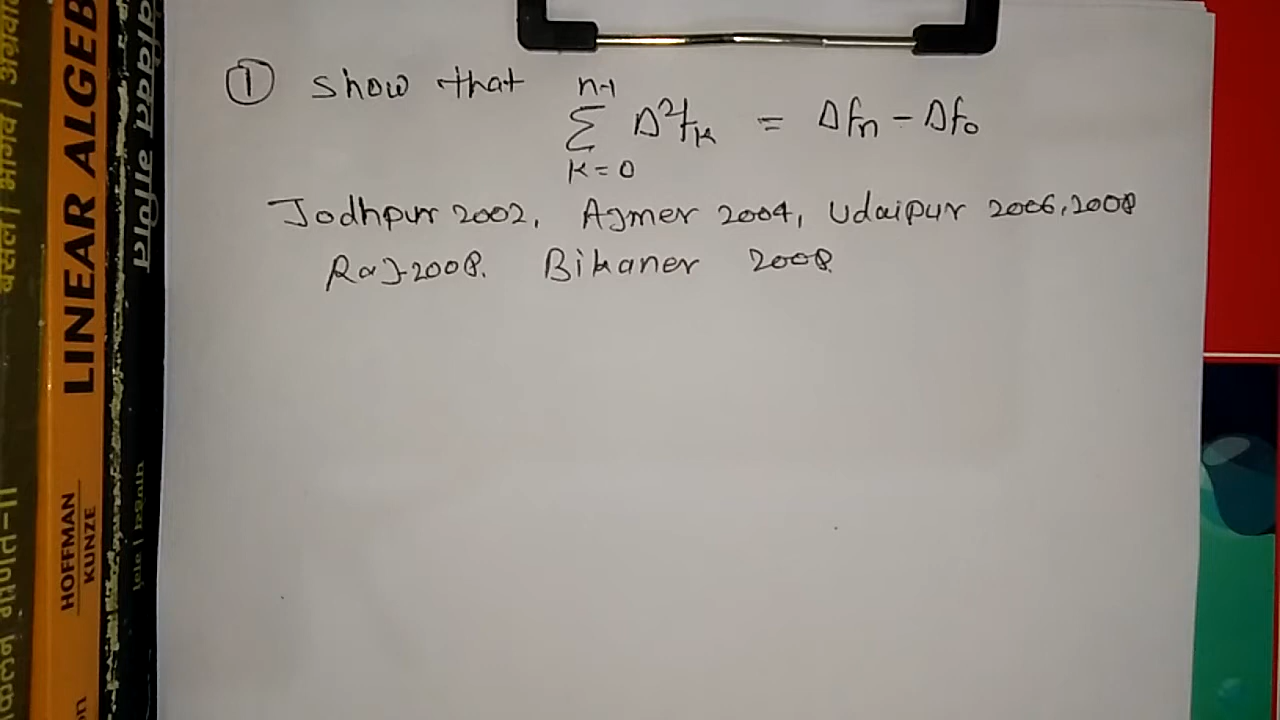 ① show that \sum_{k=0}^{n-1} Δ²f_k = Δf_n - Δf_0
Jodhpur 2002, Ajmer 2004, Udaipur 2006, 2008
Raj-2008. Bikaner 2008.
LINEAR ALGEB
HOFFMAN
KUNZE